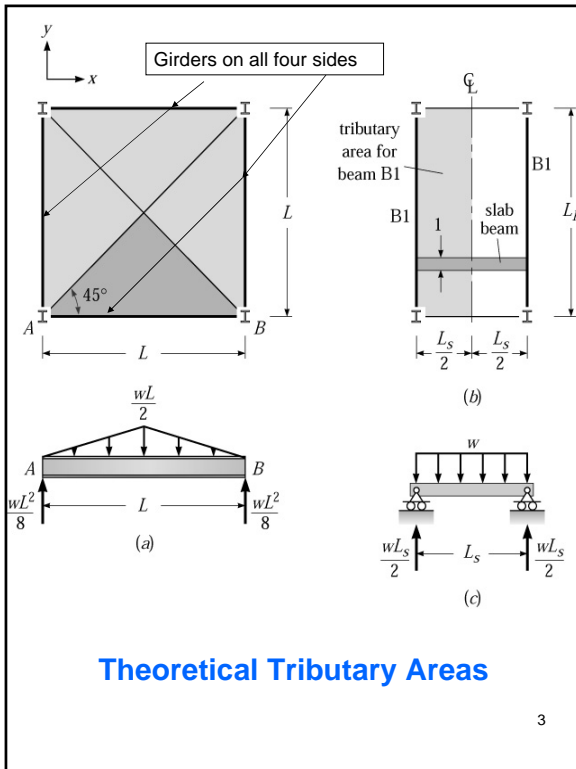 y
x
Girders on all four sides
45°
A
B
L
L
wL/2
A
B
wL²/8
L
wL²/8
(a)
℄
tributary
area for
beam B1
B1
B1
1
slab
beam
L_s/2
L_s/2
(b)
w
wL_s/2
L_s
wL_s/2
(c)
Theoretical Tributary Areas
3